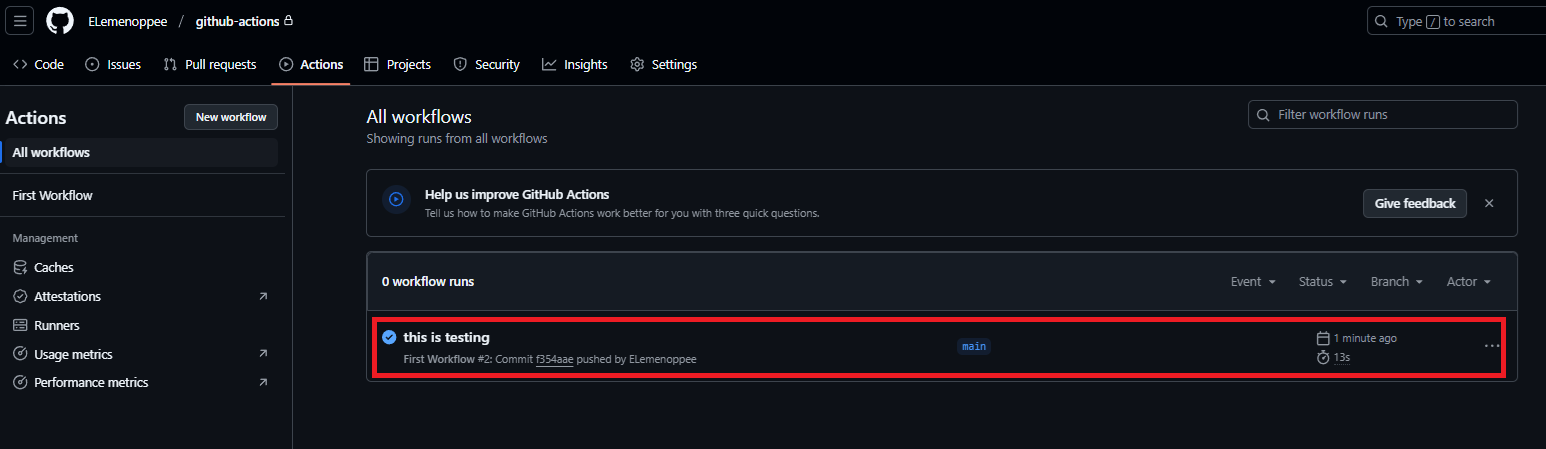 ELemenoppee / github-actions
Type / to search
Code Issues Pull requests Actions Projects Security Insights Settings
Actions
New workflow
All workflows
First Workflow
Management
Caches
Attestations
Runners
Usage metrics
Performance metrics
All workflows
Showing runs from all workflows
Filter workflow runs
Help us improve GitHub Actions
Tell us how to make GitHub Actions work better for you with three quick questions.
Give feedback
0 workflow runs
Event Status Branch Actor
this is testing
First Workflow #2: Commit f354aae pushed by ELemenoppee
main
1 minute ago
13s